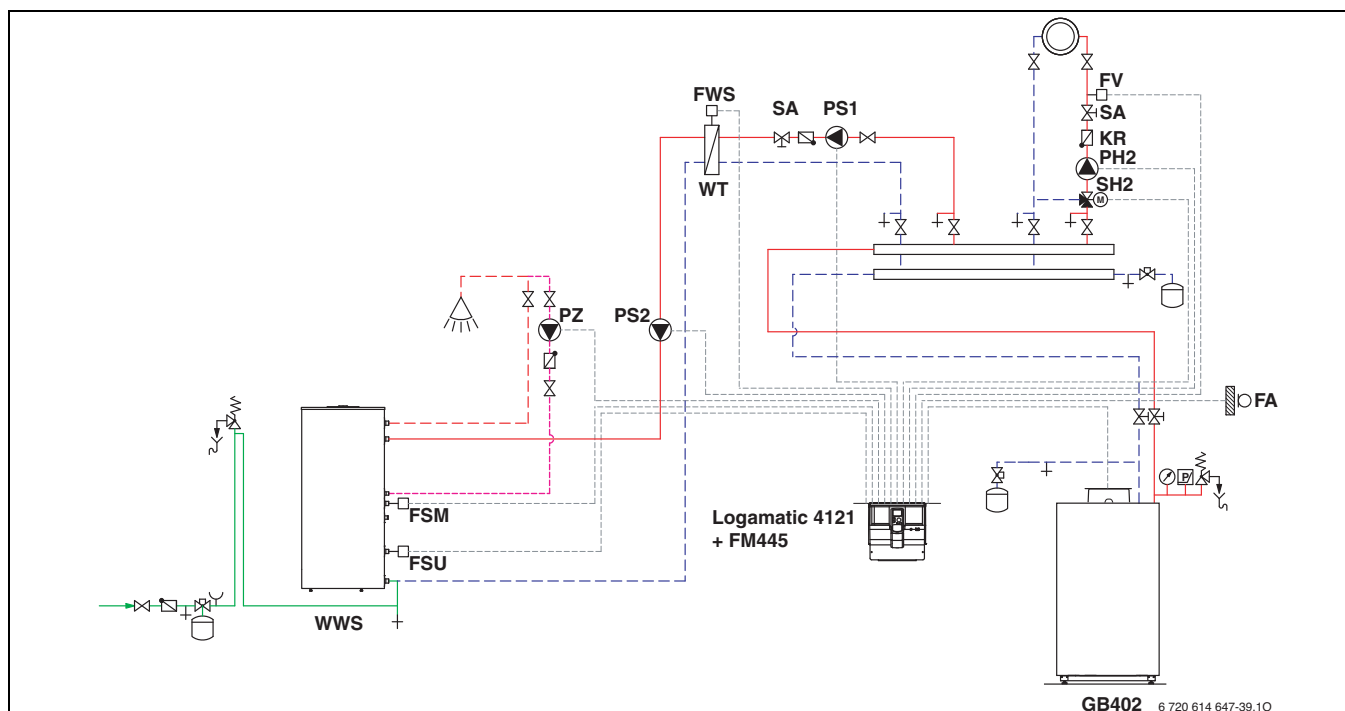 FV
FWS
SA
PS1
SA
KR
PH2
WT
SH2
M
PZ
PS2
FA
P
FSM
Logamatic 4121
+ FM445
FSU
WWS
GB402
6 720 614 647-39.1O